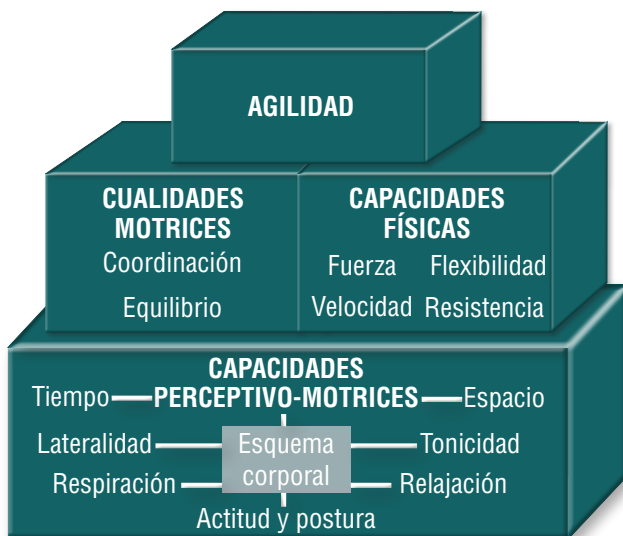 AGILIDAD
CUALIDADES
MOTRICES
Coordinación
Equilibrio
CAPACIDADES
FÍSICAS
Fuerza Flexibilidad
Velocidad Resistencia
CAPACIDADES
Tiempo PERCEPTIVO-MOTRICES Espacio
Lateralidad Esquema Tonicidad
corporal
Respiración Relajación
Actitud y postura